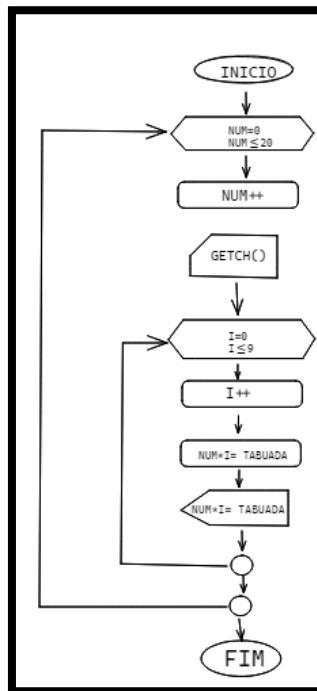 INICIO
NUM=0
NUM≤20
NUM++
GETCH()
I=0
I≤9
I++
NUM*I= TABUADA
NUM*I= TABUADA
FIM